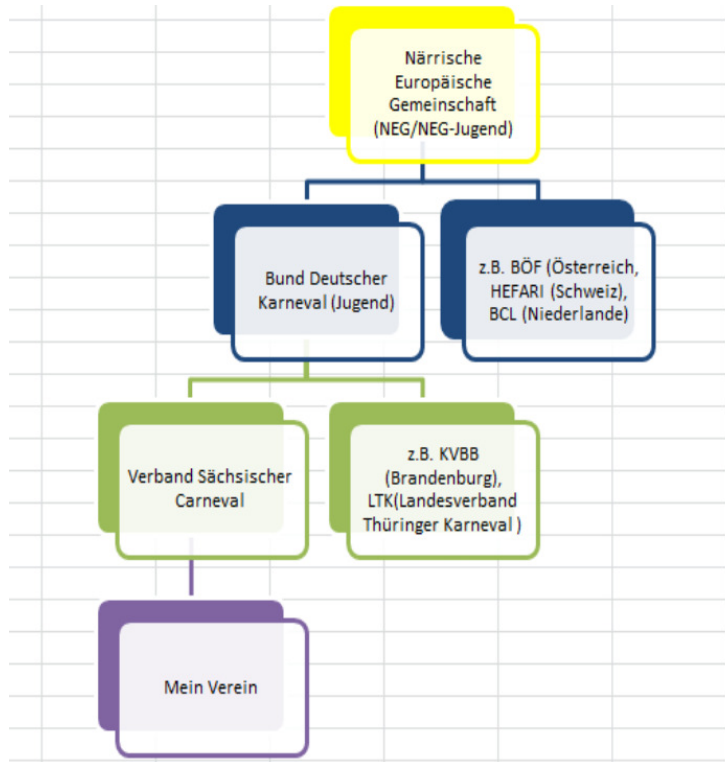 Närrische
Europäische
Gemeinschaft
(NEG/NEG-Jugend)
Bund Deutscher
Karneval (Jugend)
z.B. BÖF (Österreich,
HEFARI (Schweiz),
BCL (Niederlande)
Verband Sächsischer
Carneval
z.B. KVBB
(Brandenburg),
LTK(Landesverband
Thüringer Karneval )
Mein Verein